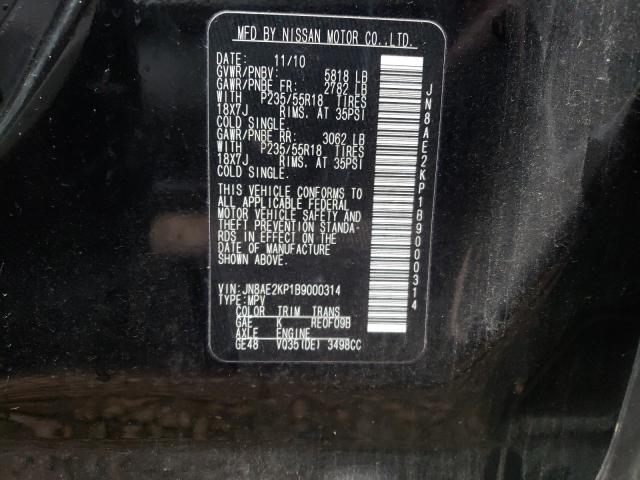 MFD BY NISSAN MOTOR CO.,LTD.
DATE: 11/10
GVWR/PNBV: 5818 LB
GAWR/PNBE FR: 2782 LB
WITH P235/55R18 TIRES
18X7J RIMS. AT 35PSI
COLD SINGLE.
GAWR/PNBE RR: 3062 LB
WITH P235/55R18 TIRES
18X7J RIMS. AT 35PSI
COLD SINGLE.
THIS VEHICLE CONFORMS TO
ALL APPLICABLE FEDERAL
MOTOR VEHICLE SAFETY AND
THEFT PREVENTION STANDA-
RDS IN EFFECT ON THE
DATE OF MANUFACTURE
SHOWN ABOVE.
VIN:JN8AE2KP1B9000314
TYPE:MPV
COLOR TRIM TRANS
GAE K RE0F09B
AXLE ENGINE
GE48 VQ35(DE) 3498CC
JN8AE2KP1B9000314